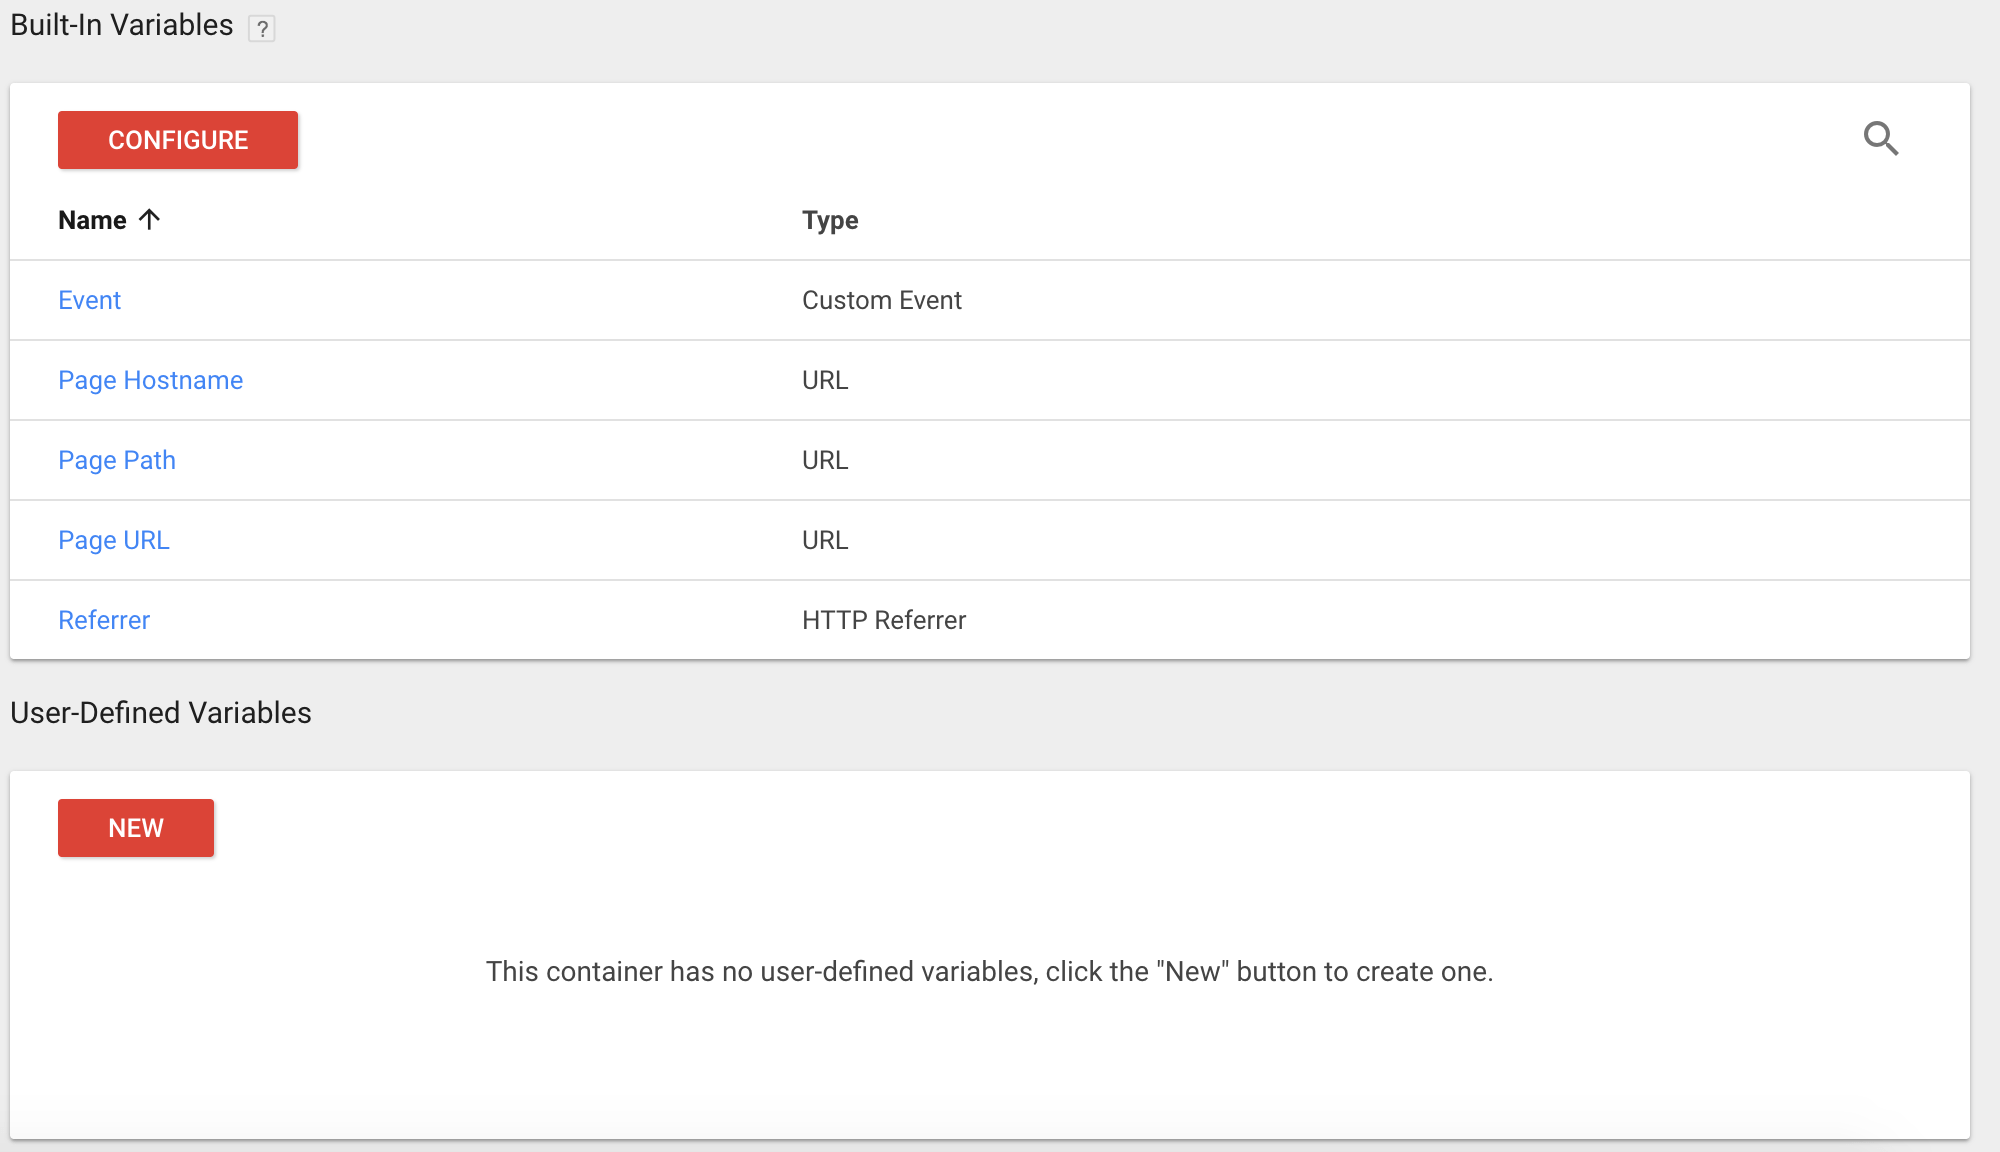 Built-In Variables ?
CONFIGURE
Name Type
Event Custom Event
Page Hostname URL
Page Path URL
Page URL URL
Referrer HTTP Referrer
User-Defined Variables
NEW
This container has no user-defined variables, click the "New" button to create one.